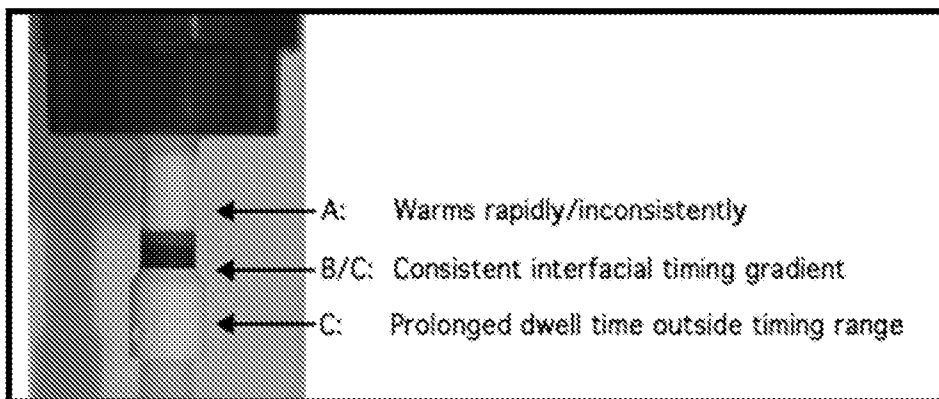 A: Warms rapidly/inconsistently
B/C: Consistent interfacial timing gradient
C: Prolonged dwell time outside timing range